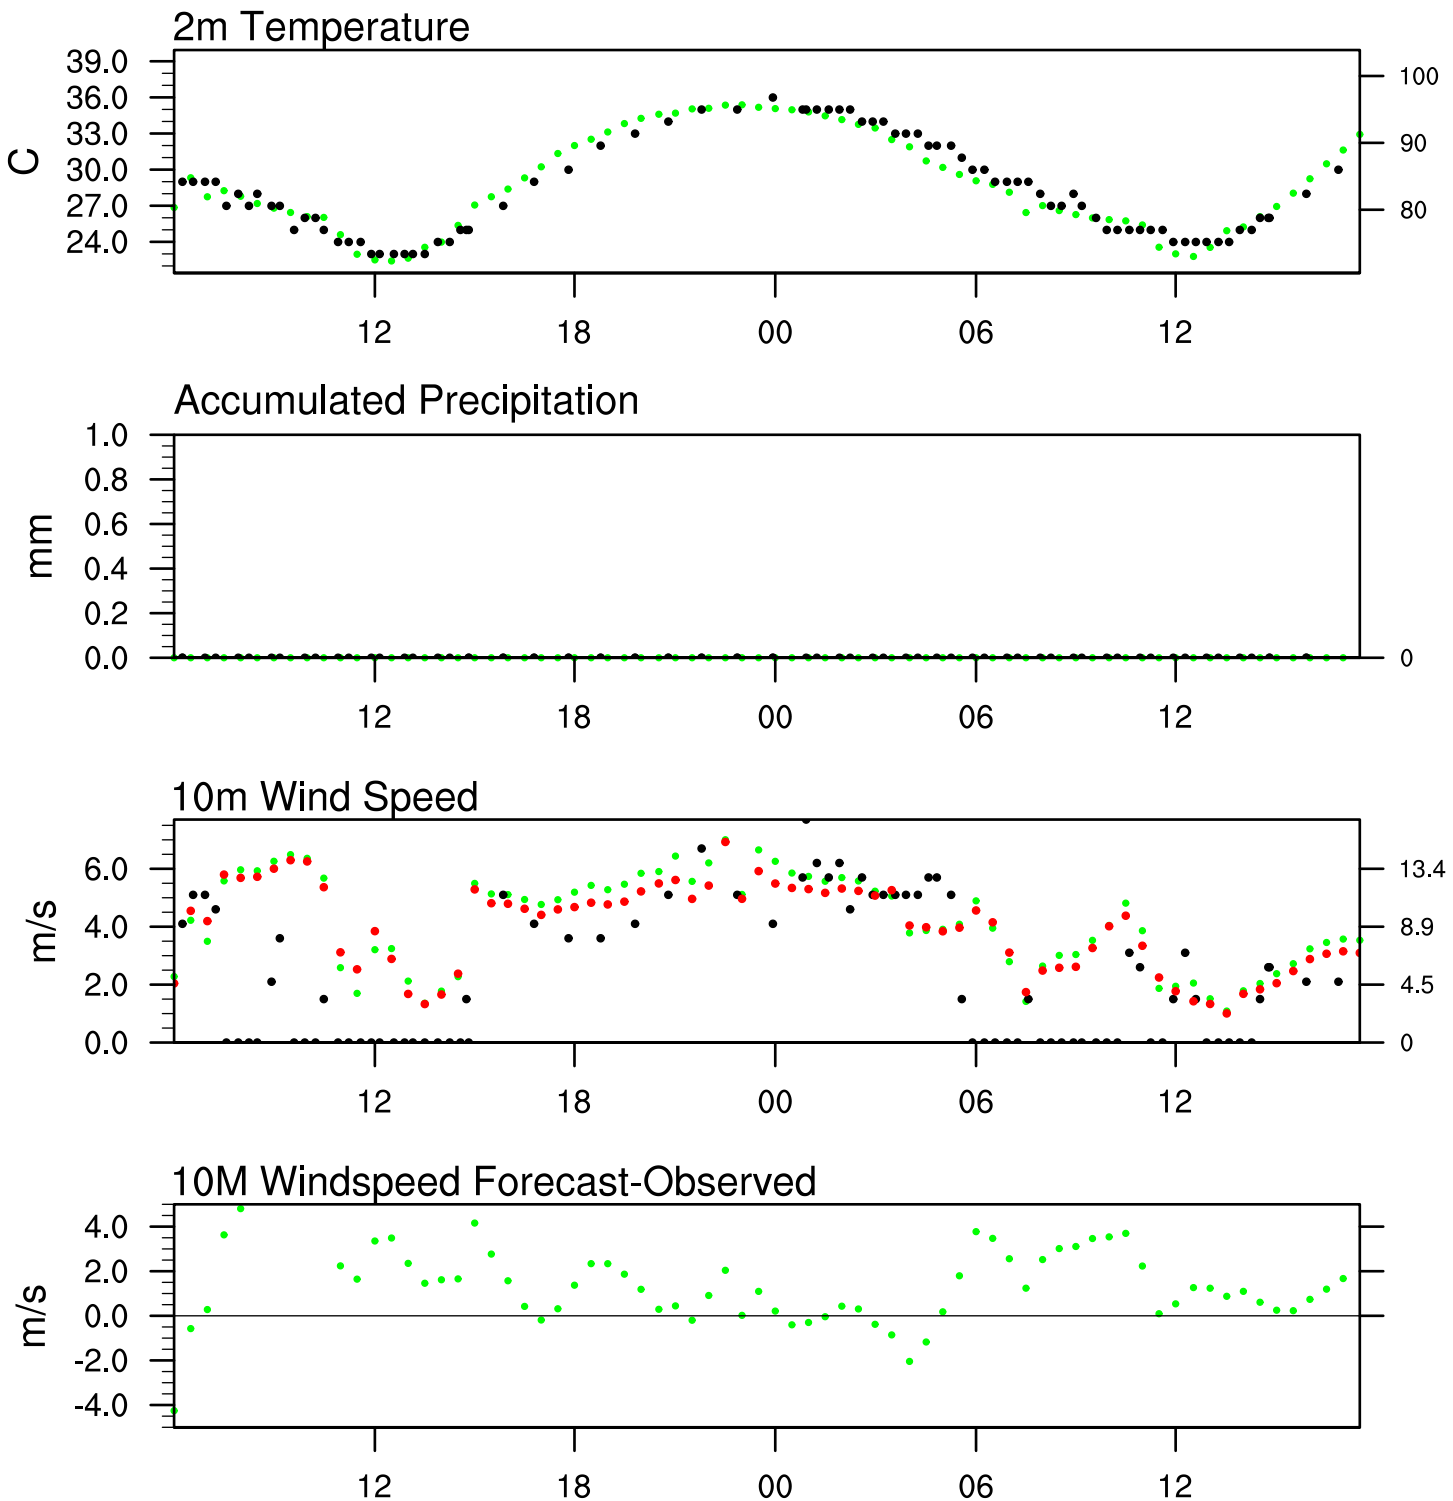 2m Temperature
39.0
36.0
33.0
30.0
27.0
24.0
C
100
90
80
12 18 00 06 12
Accumulated Precipitation
1.0
0.8
0.6
0.4
0.2
0.0
mm
0
12 18 00 06 12
10m Wind Speed
6.0
4.0
2.0
0.0
m/s
13.4
8.9
4.5
0
12 18 00 06 12
10M Windspeed Forecast-Observed
4.0
2.0
0.0
-2.0
-4.0
m/s
12 18 00 06 12